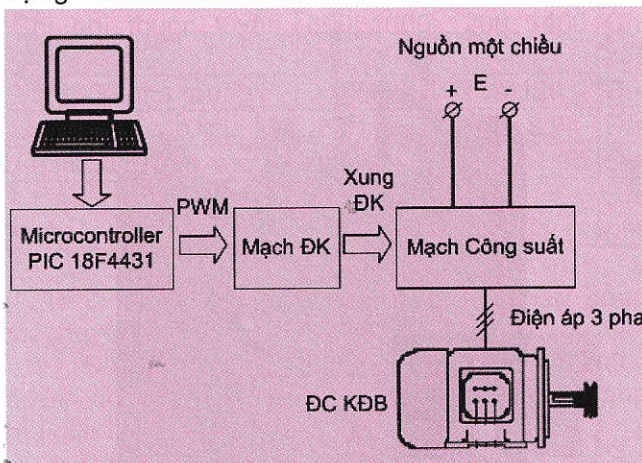 Nguồn một chiều
+ E -
Xung
ĐK
PWM
Microcontroller
PIC 18F4431
Mạch ĐK
Mạch Công suất
Điện áp 3 pha
ĐC KĐB